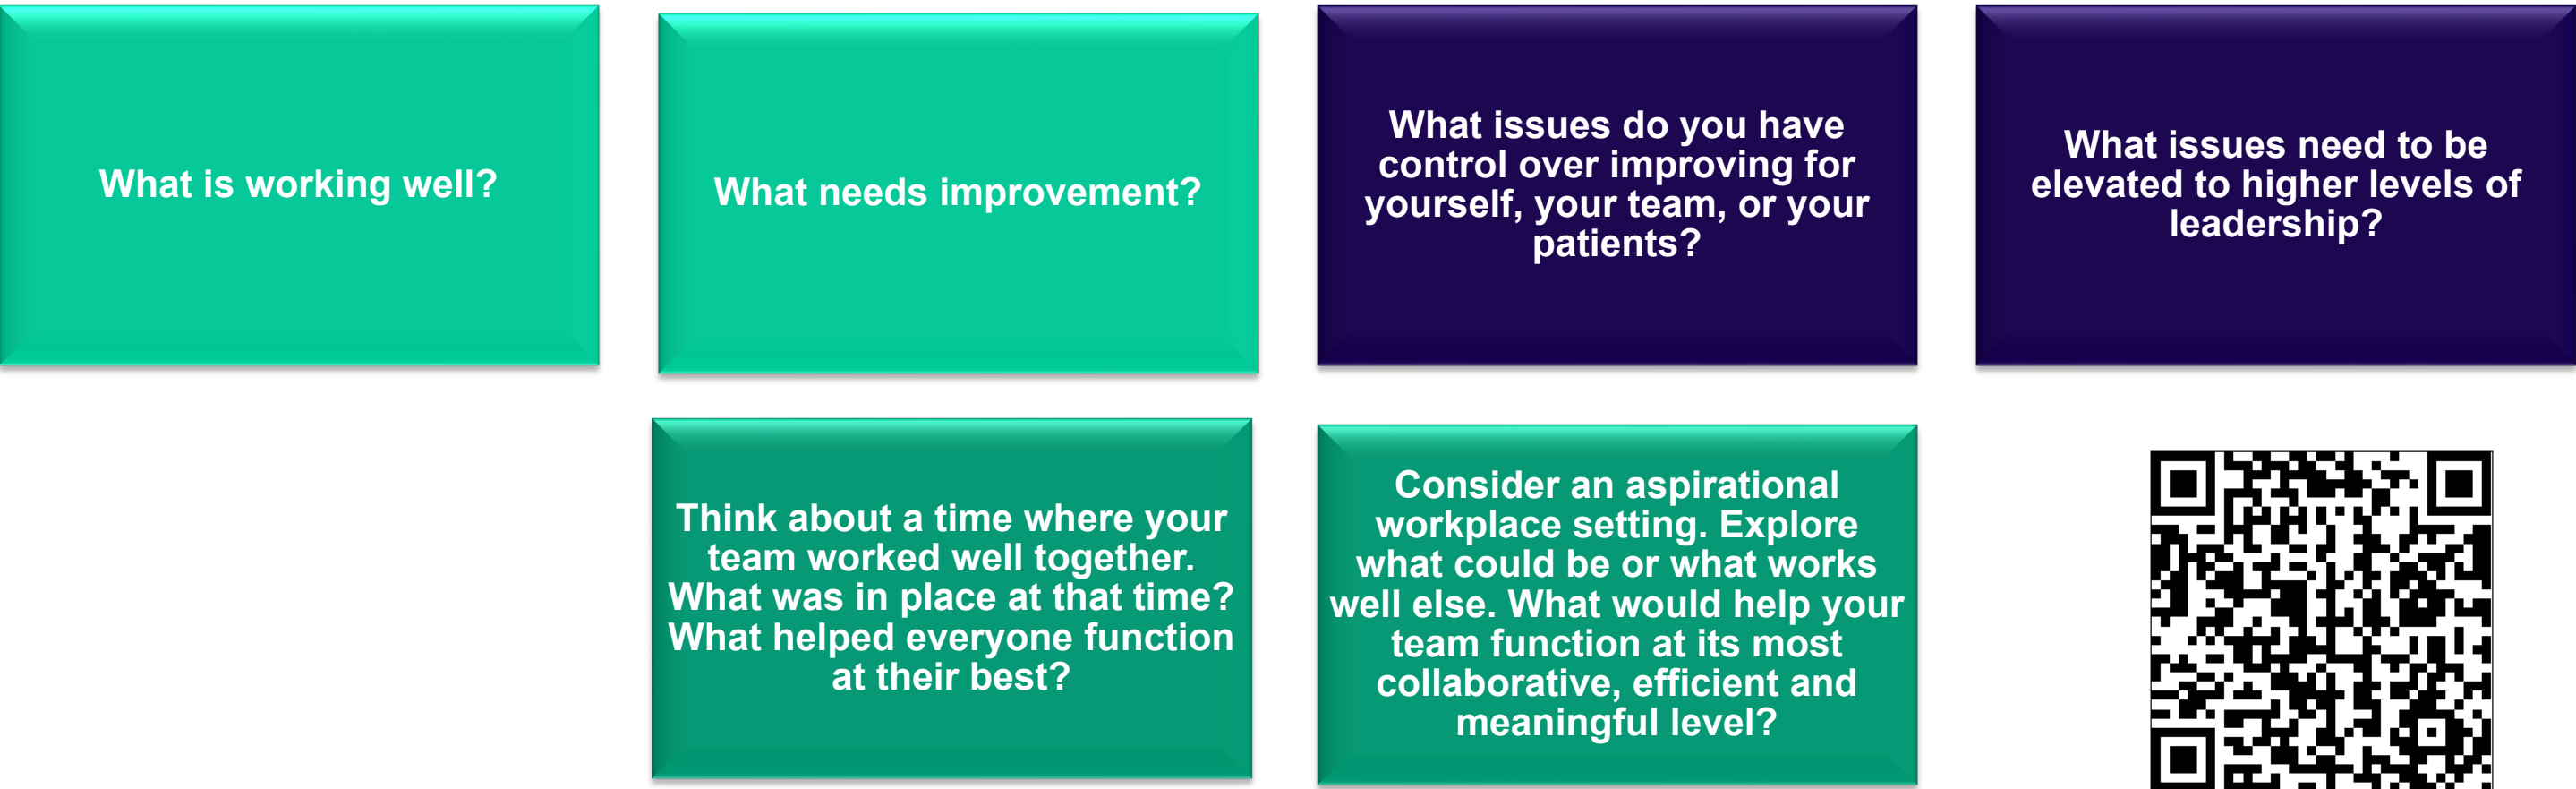 What is working well?
What needs improvement?
What issues do you have
control over improving for
yourself, your team, or your
patients?
What issues need to be
elevated to higher levels of
leadership?
Think about a time where your
team worked well together.
What was in place at that time?
What helped everyone function
at their best?
Consider an aspirational
workplace setting. Explore
what could be or what works
well else. What would help your
team function at its most
collaborative, efficient and
meaningful level?